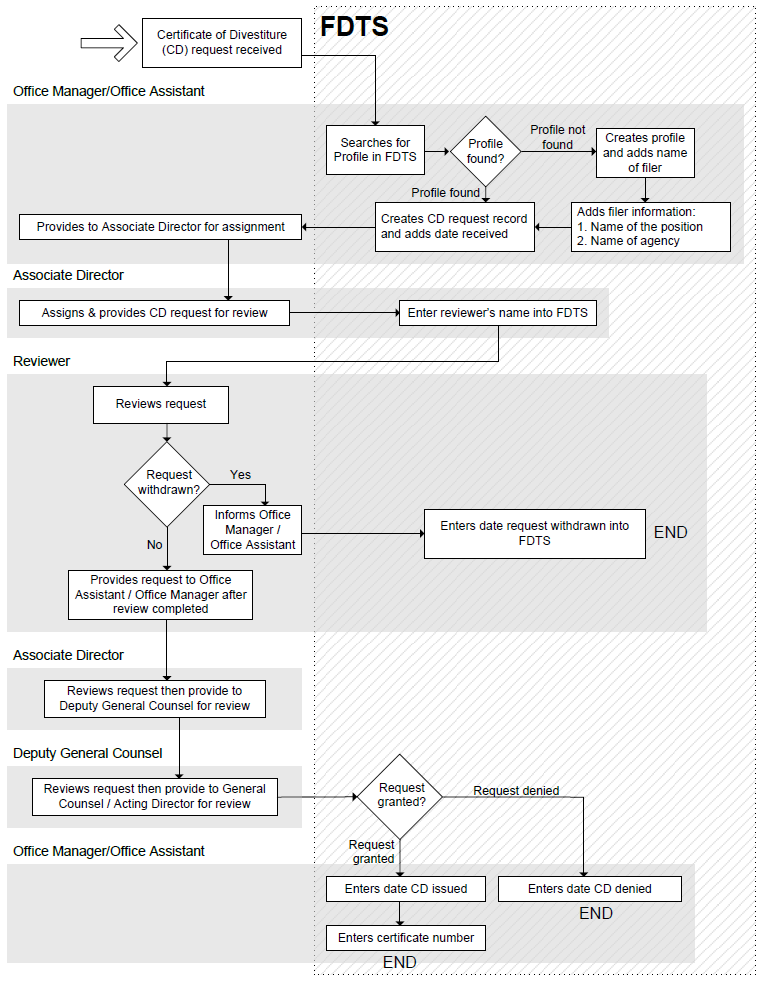 FDTS
Certificate of Divestiture
(CD) request received
Office Manager/Office Assistant
Searches for
Profile in FDTS
Profile
found?
Profile not
found
Creates profile
and adds name
of filer
Profile found
Adds filer information:
1. Name of the position
2. Name of agency
Creates CD request record
and adds date received
Provides to Associate Director for assignment
Associate Director
Assigns & provides CD request for review
Enter reviewer's name into FDTS
Reviewer
Reviews request
Request
withdrawn?
Yes
Informs Office
Manager /
Office Assistant
Enters date request withdrawn into
FDTS
END
No
Provides request to Office
Assistant / Office Manager after
review completed
Associate Director
Reviews request then provide to
Deputy General Counsel for review
Deputy General Counsel
Reviews request then provide to General
Counsel / Acting Director for review
Request
granted?
Request denied
Request
granted
Office Manager/Office Assistant
Enters date CD issued
Enters date CD denied
END
Enters certificate number
END